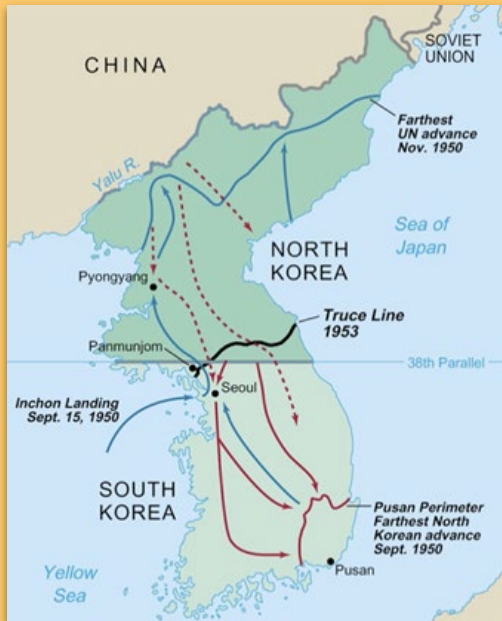 SOVIET
UNION
CHINA
Farthest
UN advance
Nov. 1950
Yalu R.
Sea of
Japan
NORTH
KOREA
Pyongyang
Truce Line
1953
Panmunjom
38th Parallel
Seoul
Inchon Landing
Sept. 15, 1950
SOUTH
KOREA
Pusan Perimeter
Farthest North
Korean advance
Sept. 1950
Yellow
Sea
Pusan